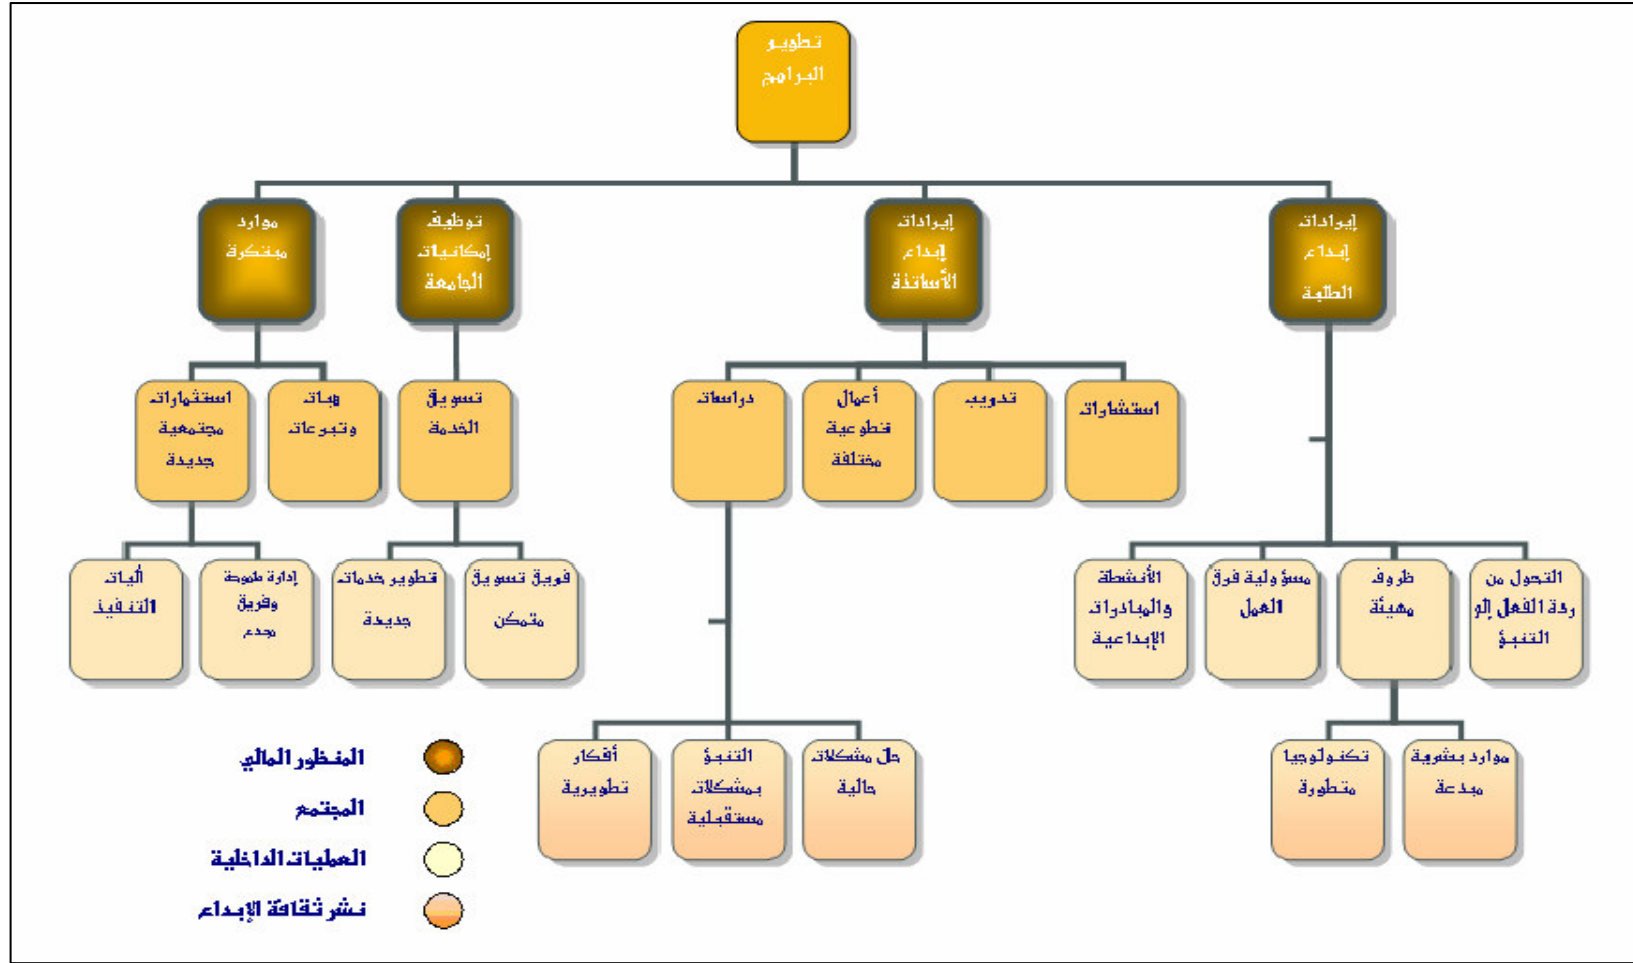 تطوير
البرامج
إيرادات
إبداع
الطلبة
إيرادات
إبداع
الأساتذة
توظيف
إمكانيات
الجامعة
موارد
مبتكرة
استشارات
تدريب
أعمال
تطوعية
مختلفة
دراسات
تسويق
الخدمة
هبات
وتبرعات
استثمارات
مجتمعية
جديدة
التحول من
ردة الفعل إلى
التنبؤ
ظروف
مهيئة
مسؤولية فرق
العمل
الأنشطة
والمبادرات
الإبداعية
فريق تسويق
متمكن
تطوير خدمات
جديدة
إدارة طموحة
وفريق
مبدع
آليات
التنفيذ
موارد بشرية
مبدعة
تكنولوجيا
متطورة
حل مشكلات
حالية
التنبؤ
بمشكلات
مستقبلية
أفكار
تطويرية
المنظور المالي
المجتمع
العمليات الداخلية
نشر ثقافة الإبداع